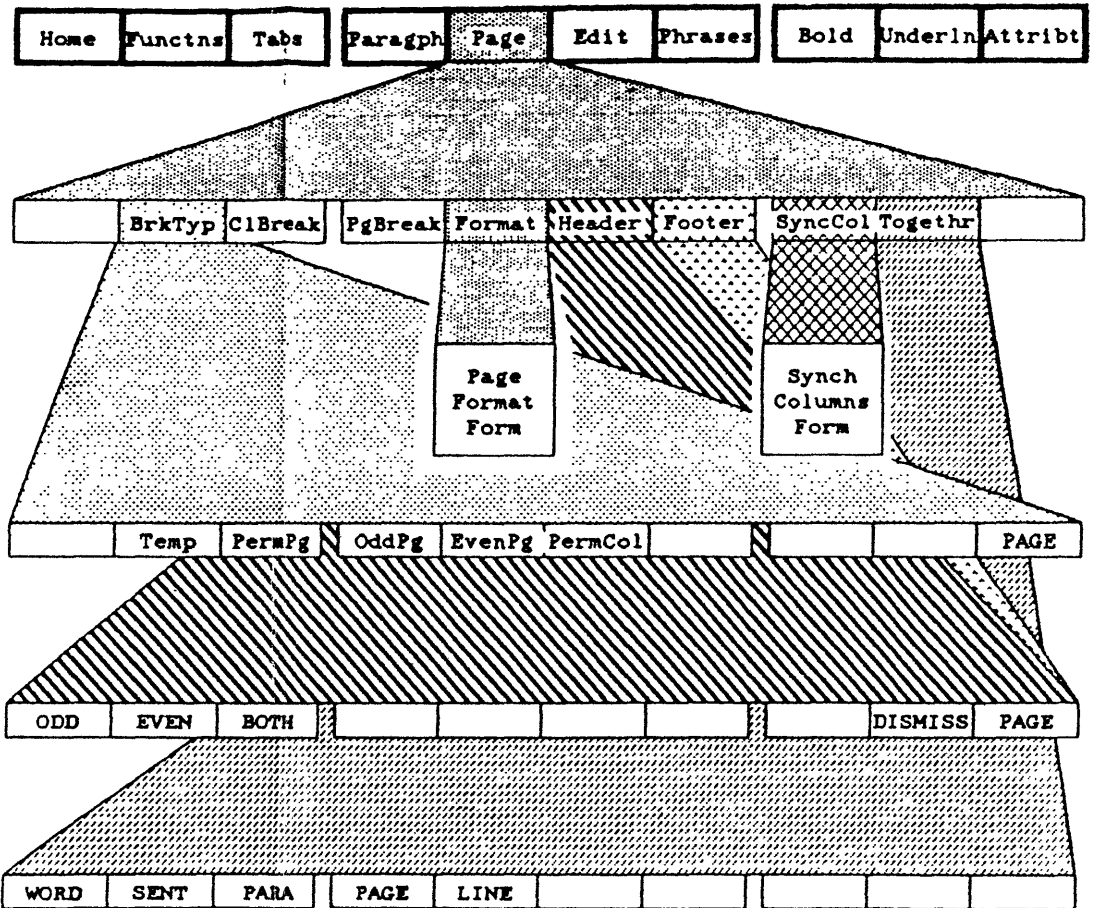 Home Functns Tabs Paragph Page Edit Phrases Bold Underln Attribt
BrkTyp ClBreak PgBreak Format Header Footer SyncCol Togethr
Page
Format
Form
Synch
Columns
Form
Temp PermPg OddPg EvenPg PermCol PAGE
ODD EVEN BOTH DISMISS PAGE
WORD SENT PARA PAGE LINE